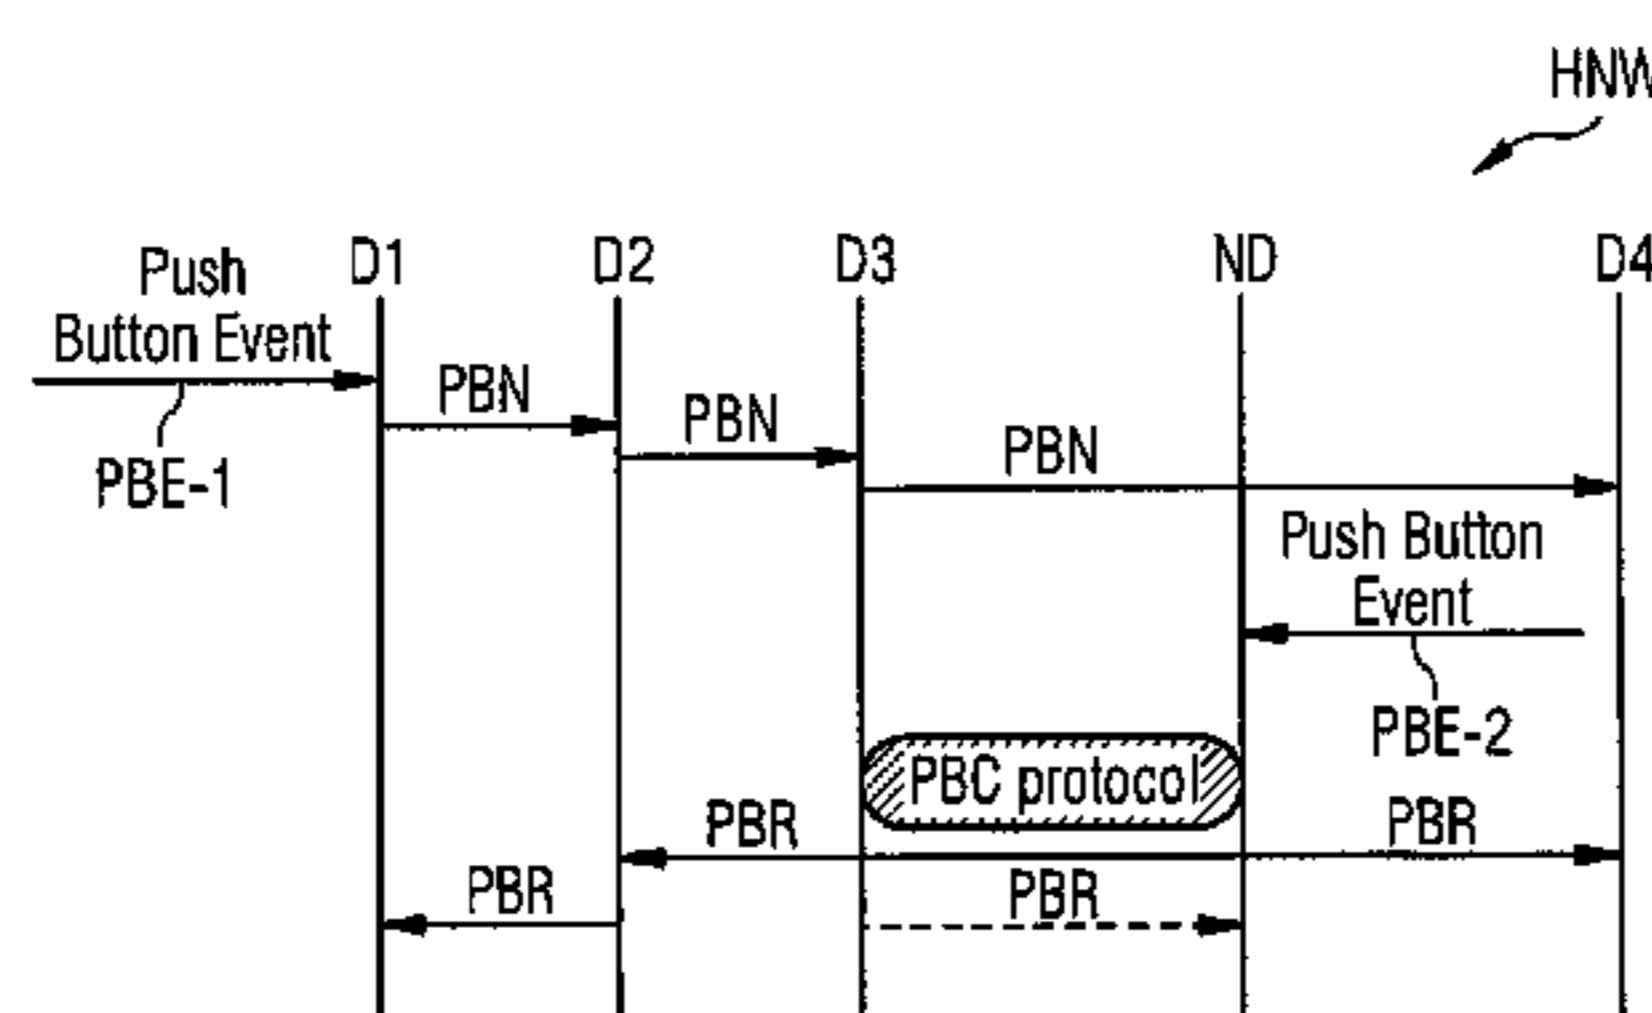 HNW
D1
D2
D3
ND
D4
Push
Button Event
PBE-1
PBN
PBN
PBN
Push Button
Event
PBE-2
PBC protocol
PBR
PBR
PBR
PBR